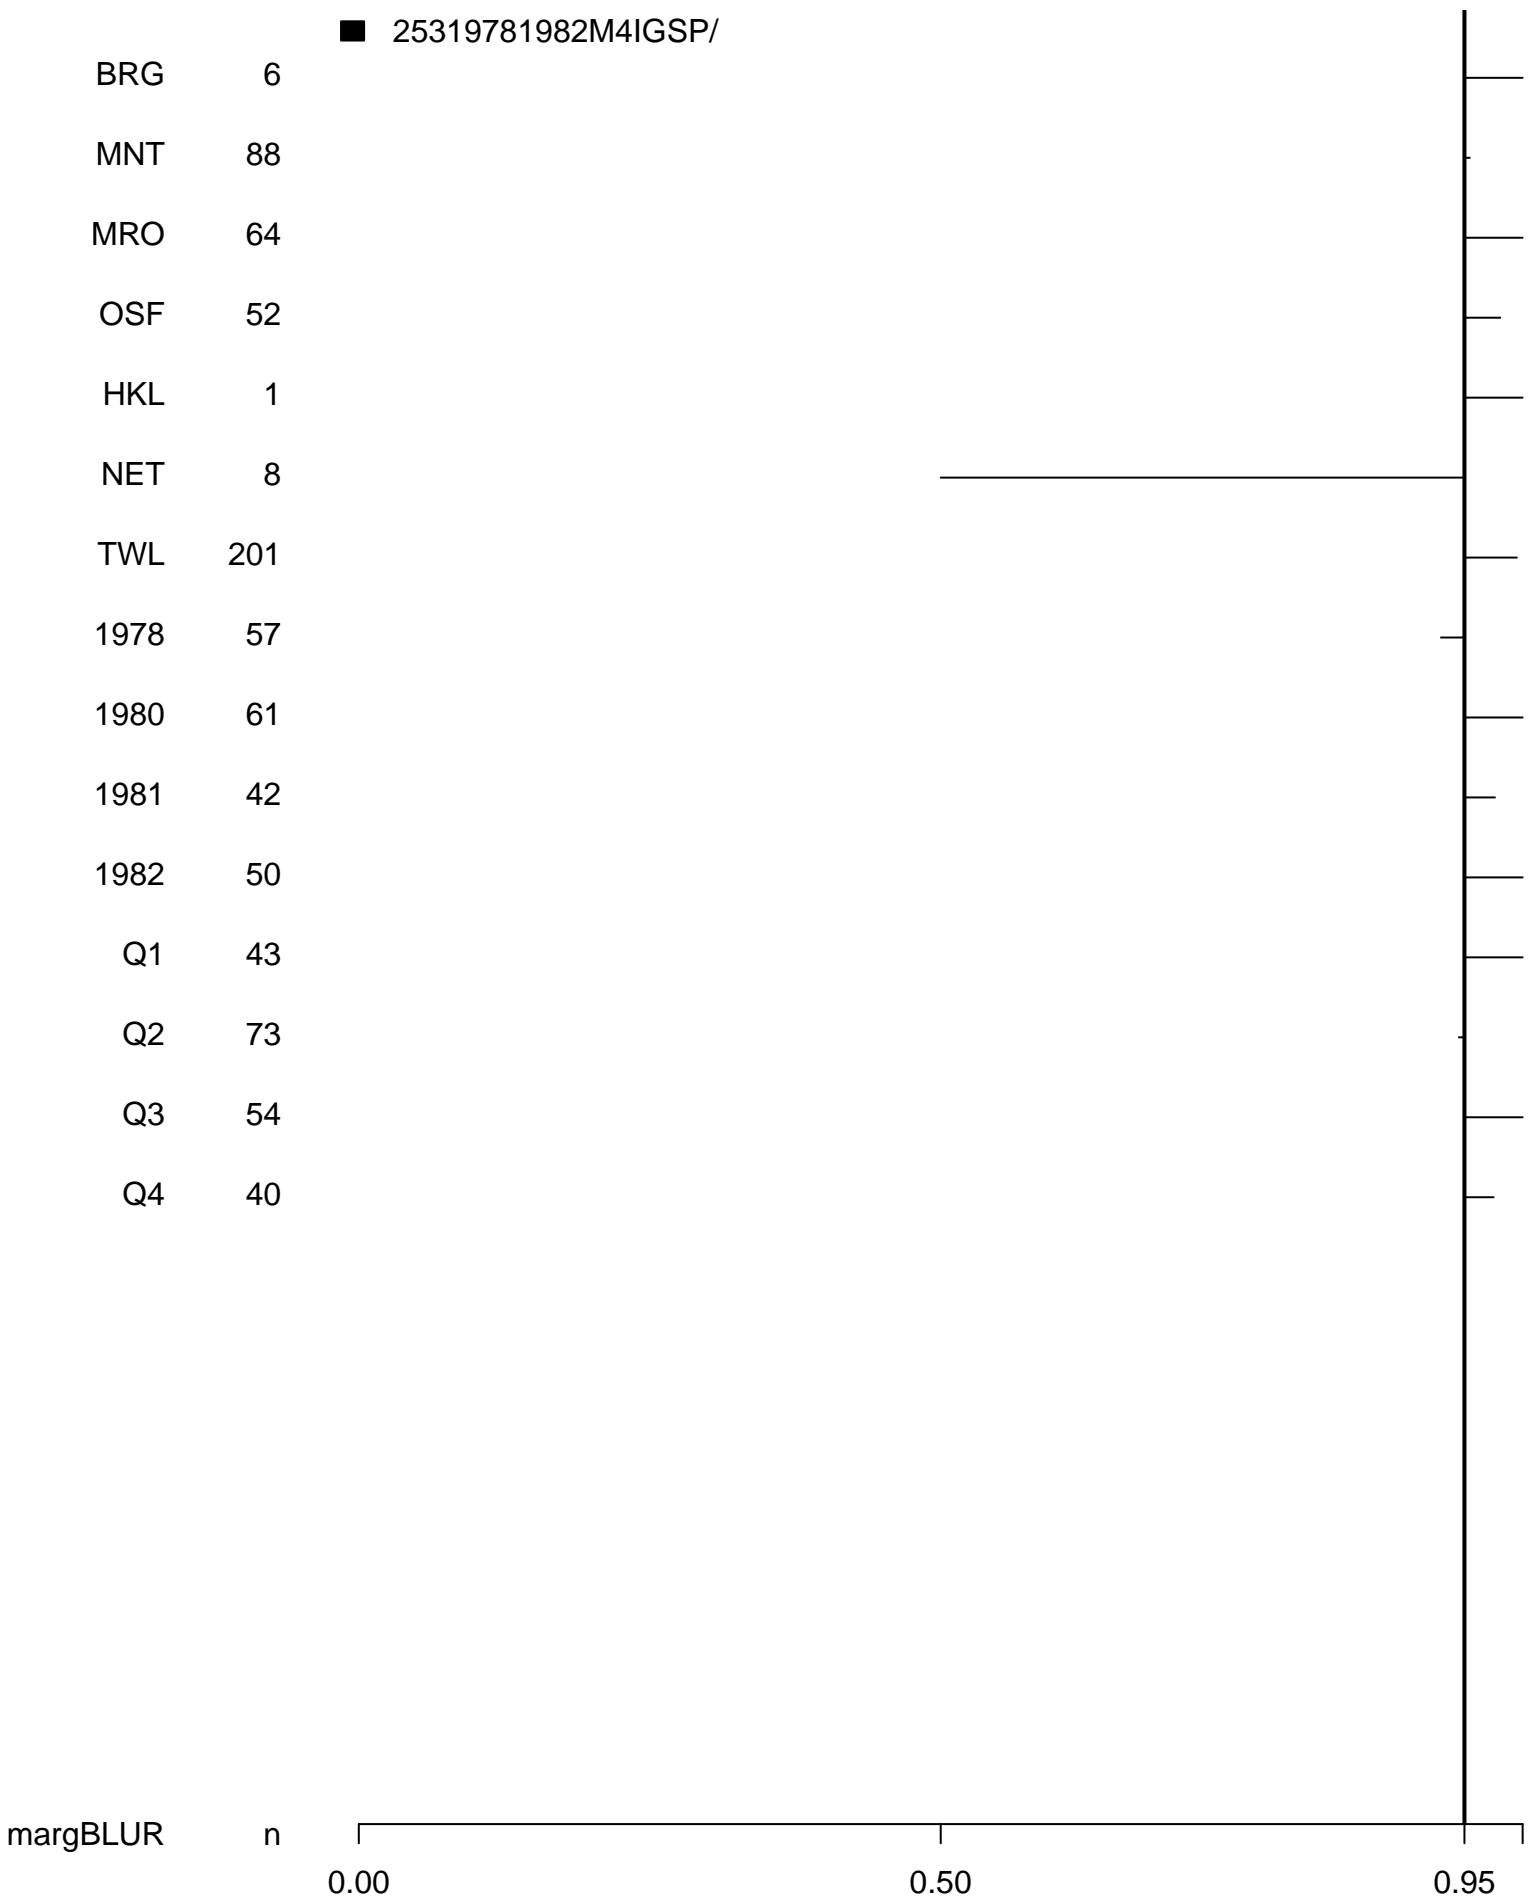 25319781982M4IGSP/
BRG 6
MNT 88
MRO 64
OSF 52
HKL 1
NET 8
TWL 201
1978 57
1980 61
1981 42
1982 50
Q1 43
Q2 73
Q3 54
Q4 40
margBLUR n
0.00 0.50 0.95